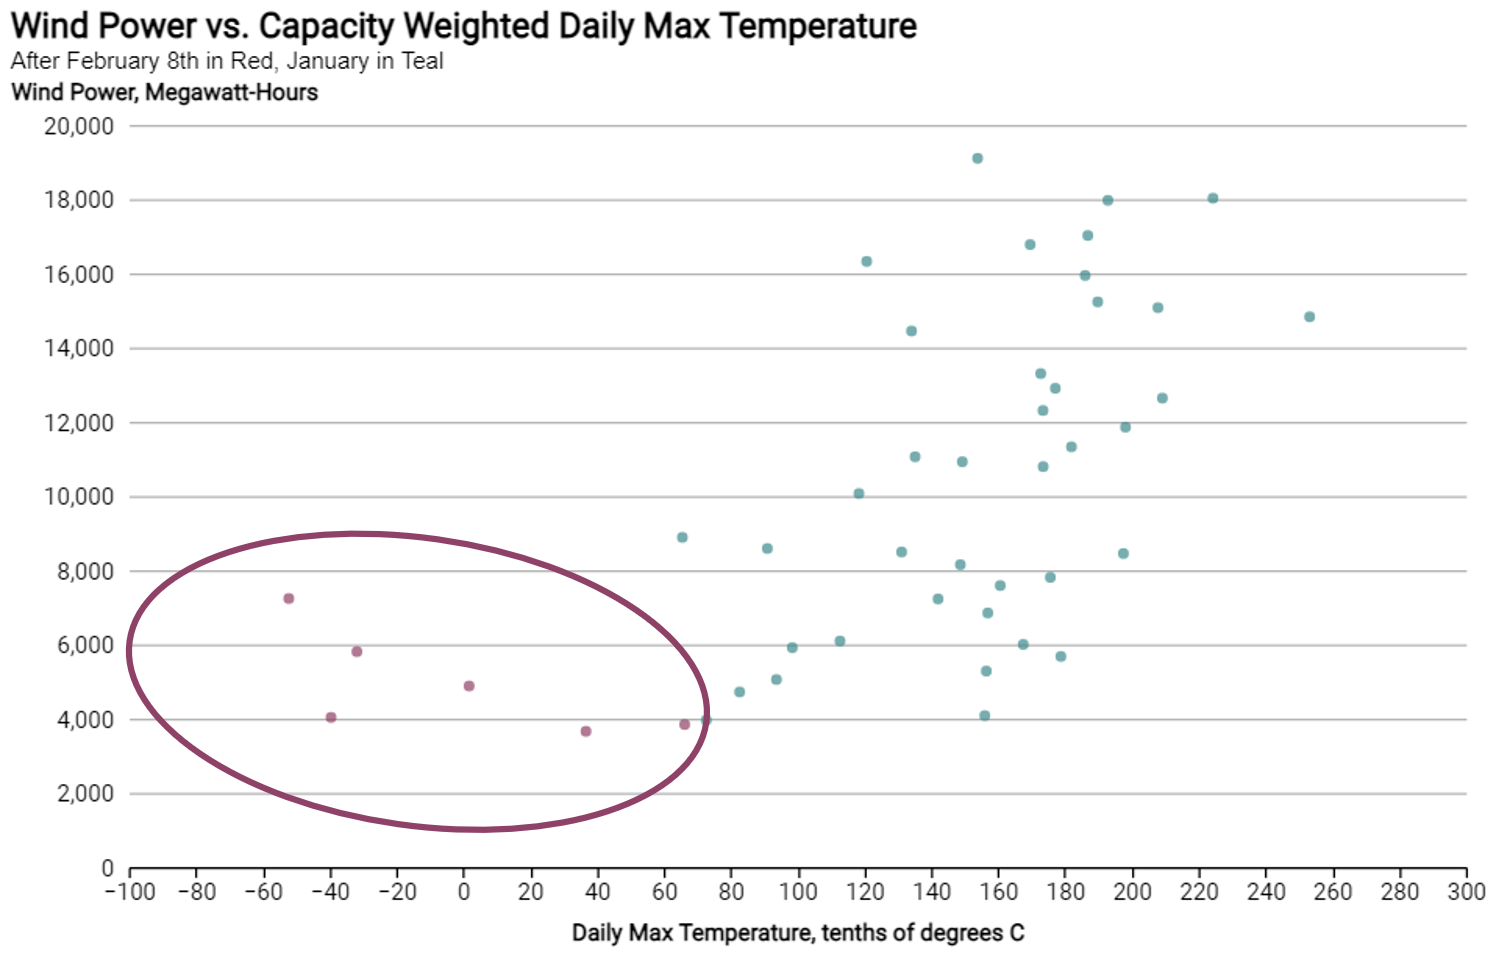 Wind Power vs. Capacity Weighted Daily Max Temperature
After February 8th in Red, January in Teal
Wind Power, Megawatt-Hours
20,000
18,000
16,000
14,000
12,000
10,000
8,000
6,000
4,000
2,000
0
−100 −80 −60 −40 −20 0 20 40 60 80 100 120 140 160 180 200 220 240 260 280 300
Daily Max Temperature, tenths of degrees C